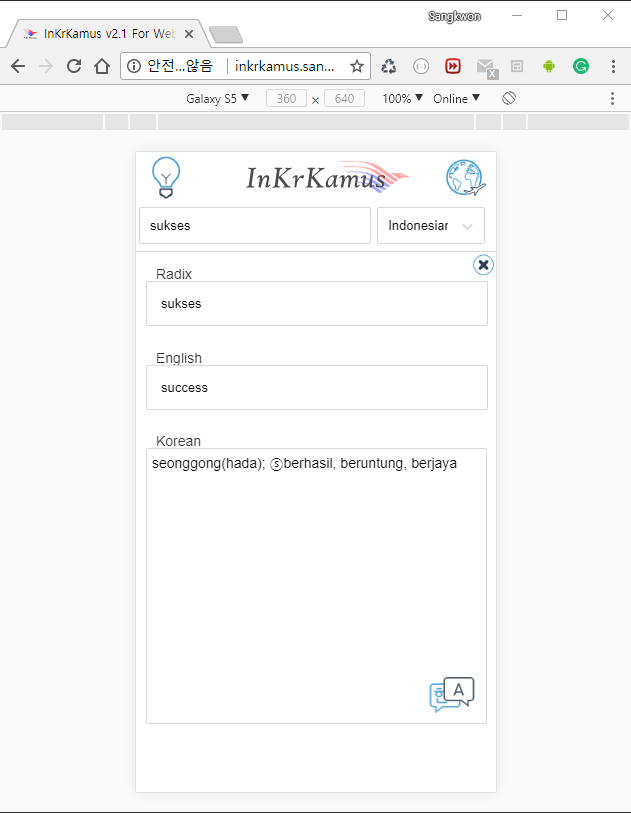 Sangkwon
InKrKamus v2.1 For Web
안전...않음 inkrkamus.san...
Galaxy S5 ▼ 360 × 640 100% ▼ Online ▼
InKrKamus
sukses Indonesian
Radix
sukses
English
success
Korean
seonggong(hada); Ⓢberhasil, beruntung, berjaya
한 A